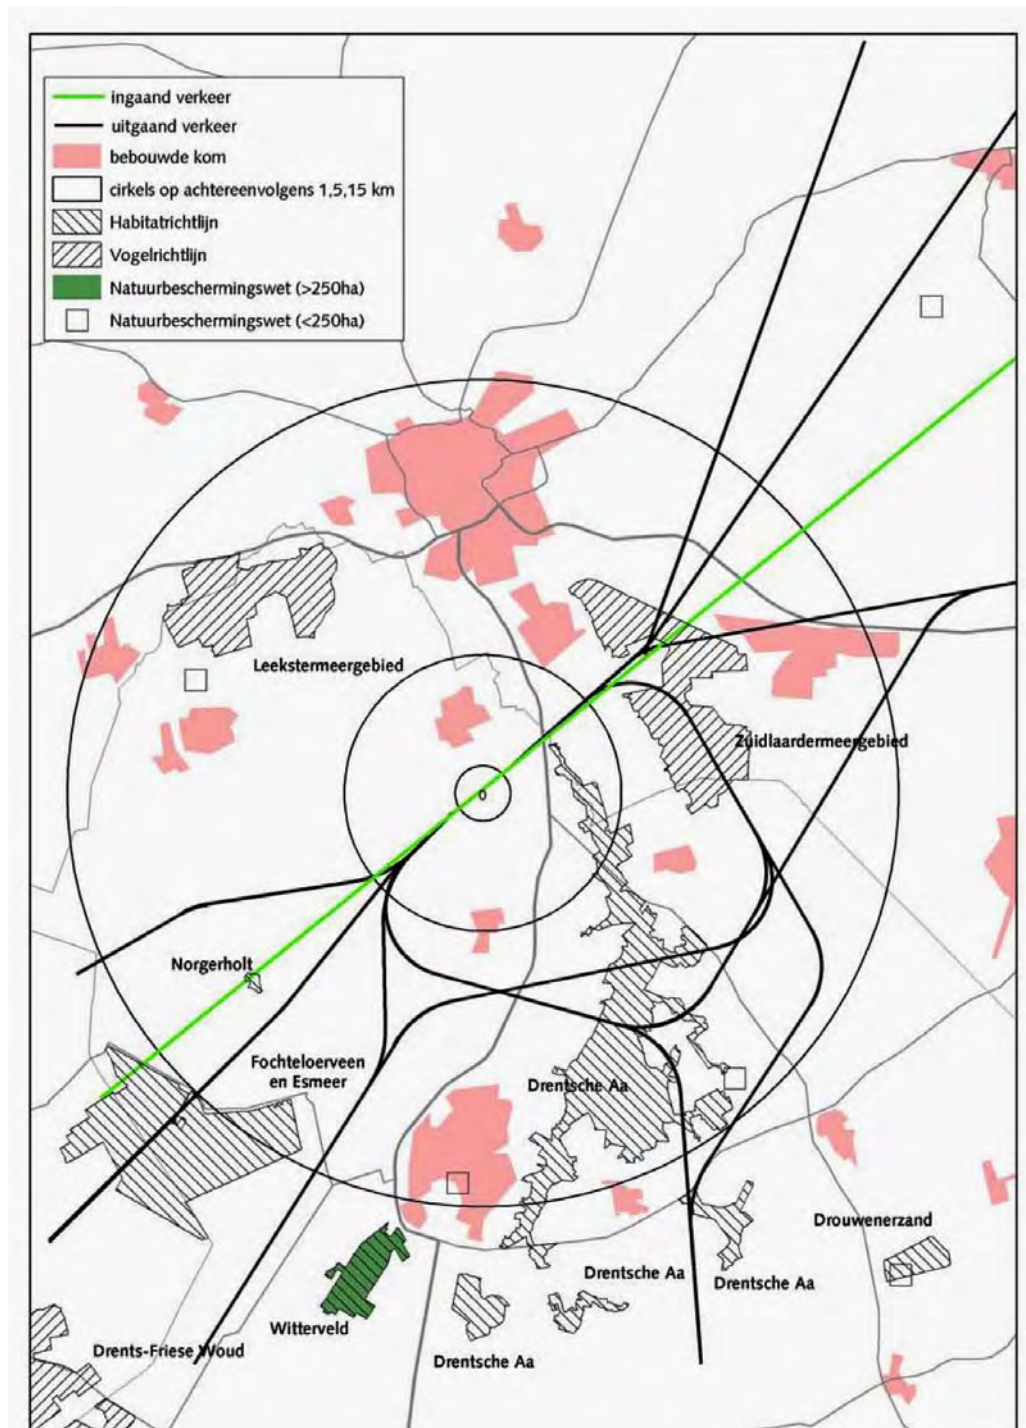 ingaand verkeer
uitgaand verkeer
bebouwde kom
cirkels op achtereenvolgens 1,5,15 km
Habitatrichtlijn
Vogelrichtlijn
Natuurbeschermingswet (>250ha)
Natuurbeschermingswet (<250ha)
Leekstermeergebied
Zuidlaardermeergebied
Norgerholt
Fochteloerveen
en Esmeer
Drentsche Aa
Drouwenerzand
Drentsche Aa
Drentsche Aa
Witterveld
Drents-Friese Woud
Drentsche Aa